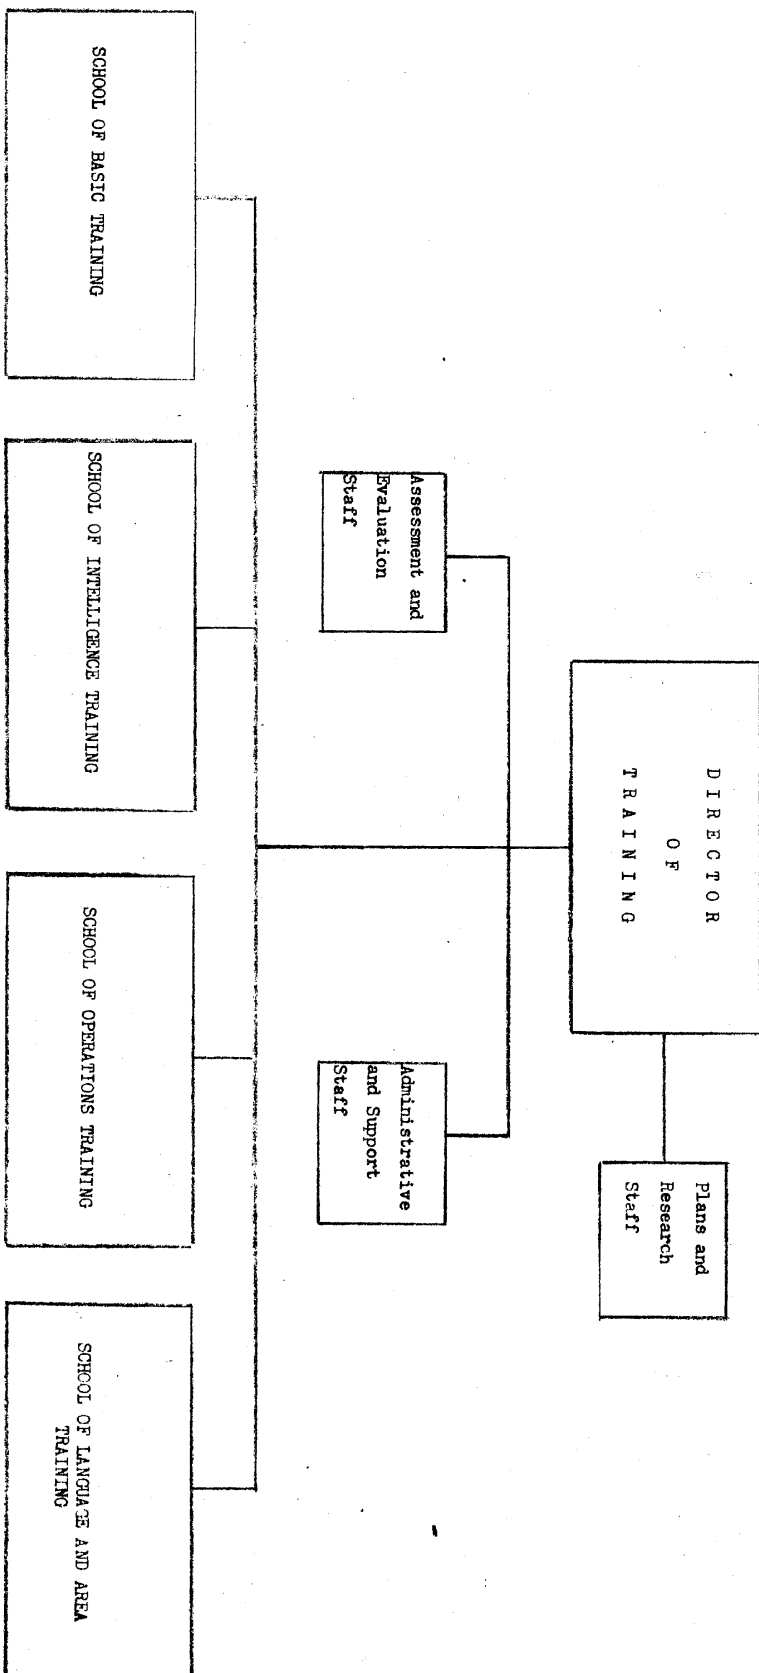 DIRECTOR
OF
TRAINING
Plans and
Research
Staff
Assessment and
Evaluation
Staff
Administrative
and Support
Staff
SCHOOL OF BASIC TRAINING
SCHOOL OF INTELLIGENCE TRAINING
SCHOOL OF OPERATIONS TRAINING
SCHOOL OF LANGUAGE AND AREA
TRAINING